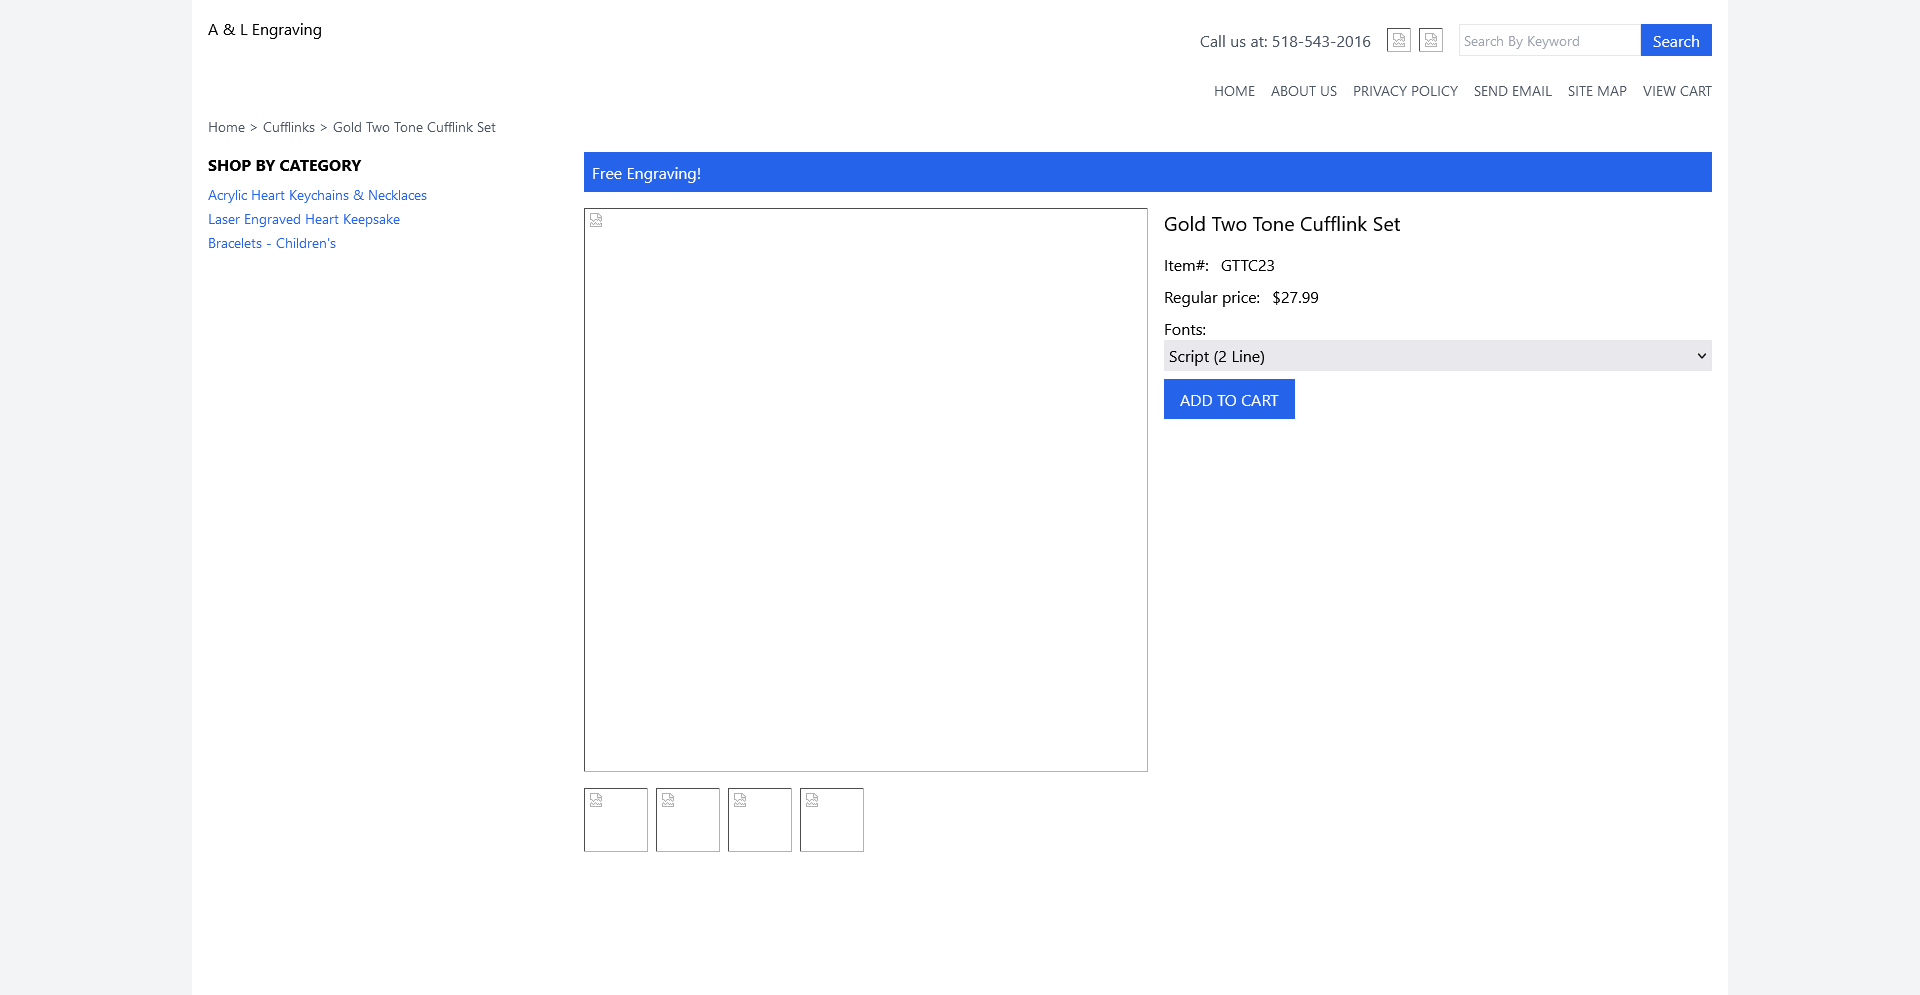 A & L Engraving
Call us at: 518-543-2016
Search By Keyword
Search
HOME ABOUT US PRIVACY POLICY SEND EMAIL SITE MAP VIEW CART
Home > Cufflinks > Gold Two Tone Cufflink Set
SHOP BY CATEGORY
Acrylic Heart Keychains & Necklaces
Laser Engraved Heart Keepsake
Bracelets - Children's
Free Engraving!
Gold Two Tone Cufflink Set
Item#: GTTC23
Regular price: $27.99
Fonts:
Script (2 Line)
ADD TO CART